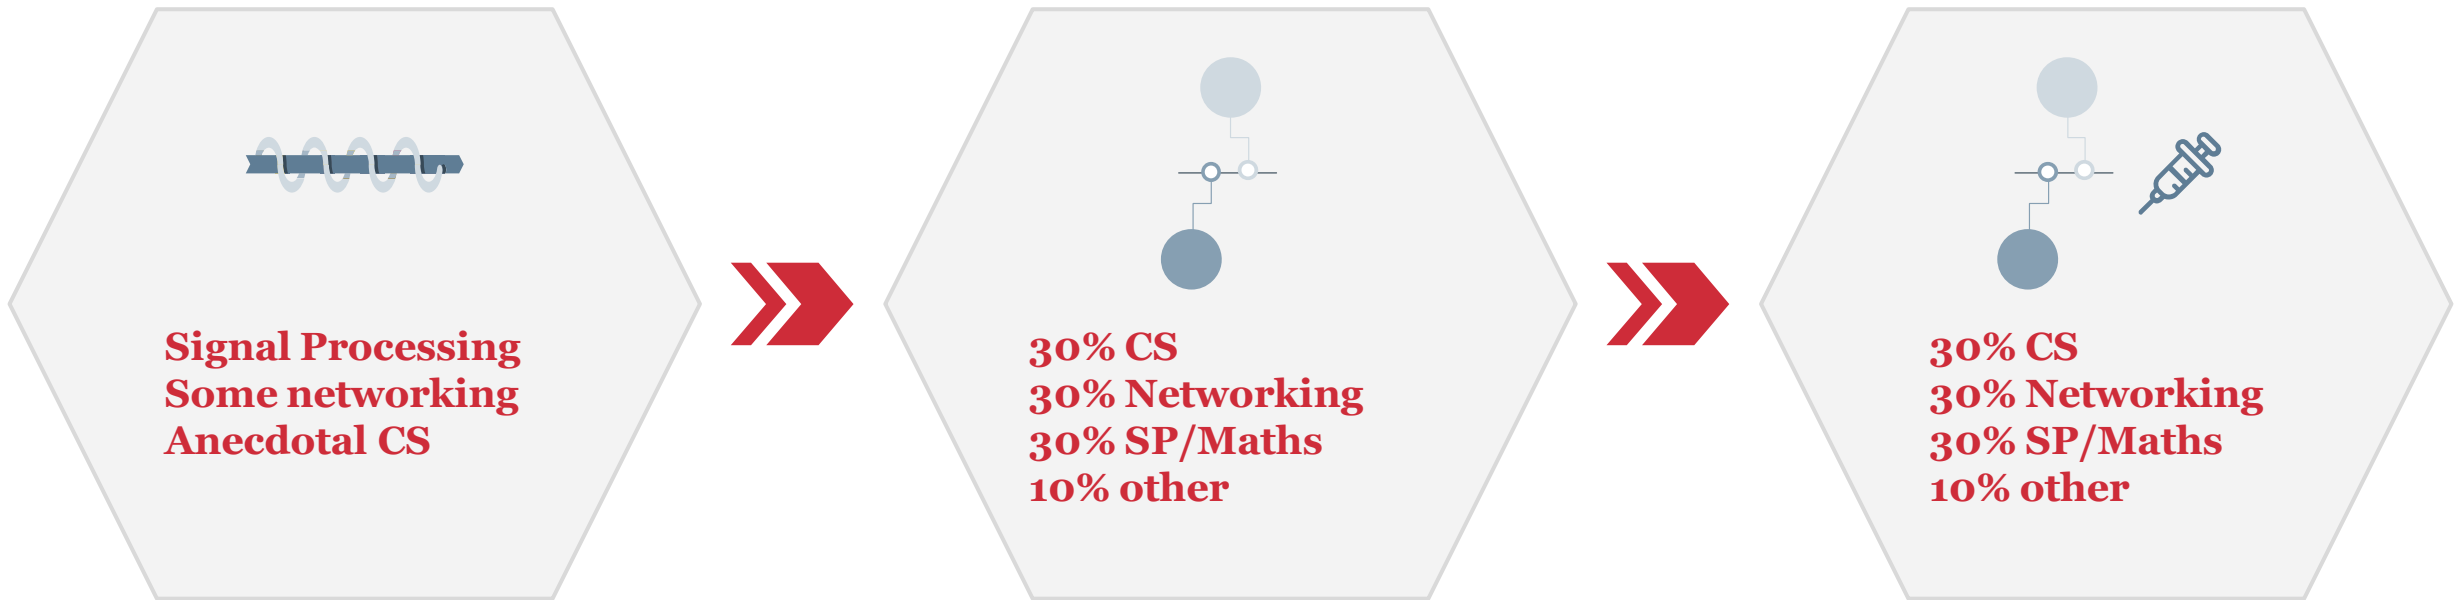 Signal Processing
Some networking
Anecdotal CS
30% CS
30% Networking
30% SP/Maths
10% other
30% CS
30% Networking
30% SP/Maths
10% other